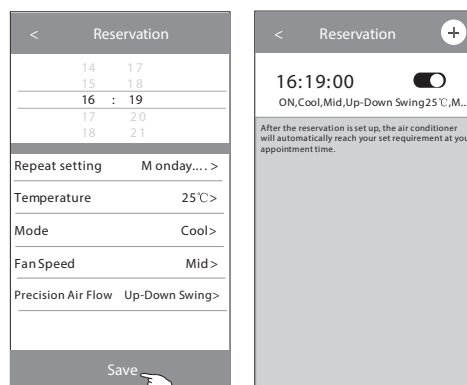 < Reservation
14 17
15 18
16 : 19
17 20
18 21
Repeat setting Monday.... >
Temperature 25℃>
Mode Cool>
Fan Speed Mid>
Precision Air Flow Up-Down Swing>
Save
< Reservation +
16:19:00
ON,Cool,Mid,Up-Down Swing25℃,M...
After the reservation is set up, the air conditioner
will automatically reach your set requirement at you
appointment time.